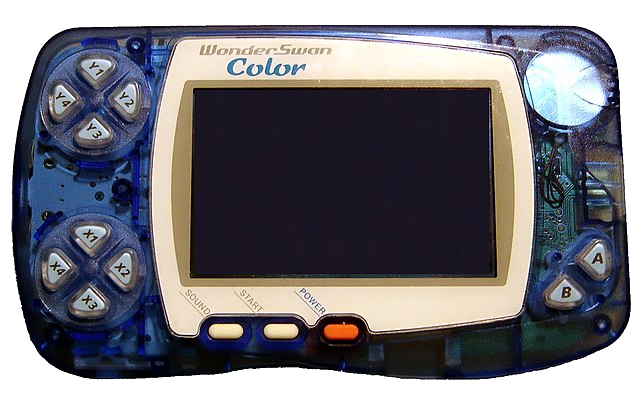 WonderSwan
Color
Y1
Y4
Y2
Y3
X1
X4
X2
X3
A
B
SOUND
START
POWER